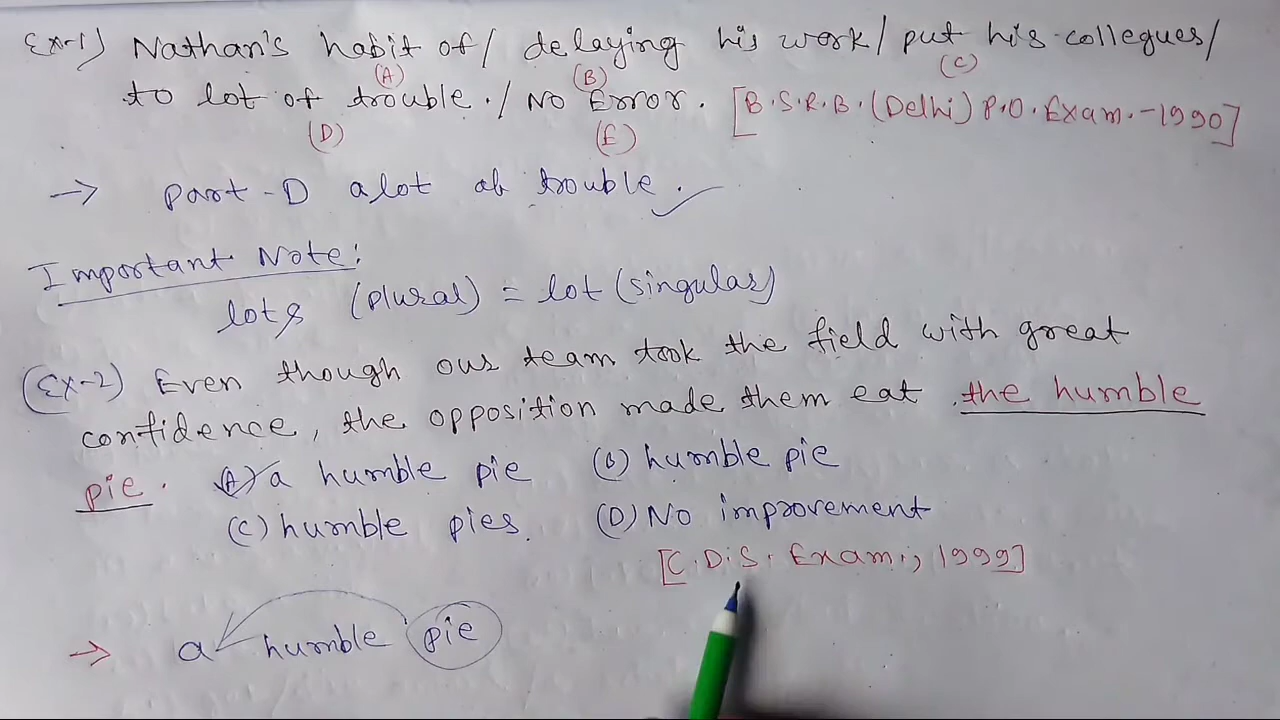 Ex-1) Nathan's habit of / delaying his work / put his collegues /
(A) (B) (C)
to lot of trouble. / No Error. [B.S.R.B. (Delhi) P.O. Exam.-1990]
(D) (E)
→ Part-D a lot of trouble. ✓
Important Note:
lots (plural) = lot (singular)
(Ex-2) Even though our team took the field with great
confidence, the opposition made them eat the humble
pie. (A) a humble pie (B) humble pie
(C) humble pies. (D) No improvement
[C.D.S. Exam., 1999]
→ a humble pie